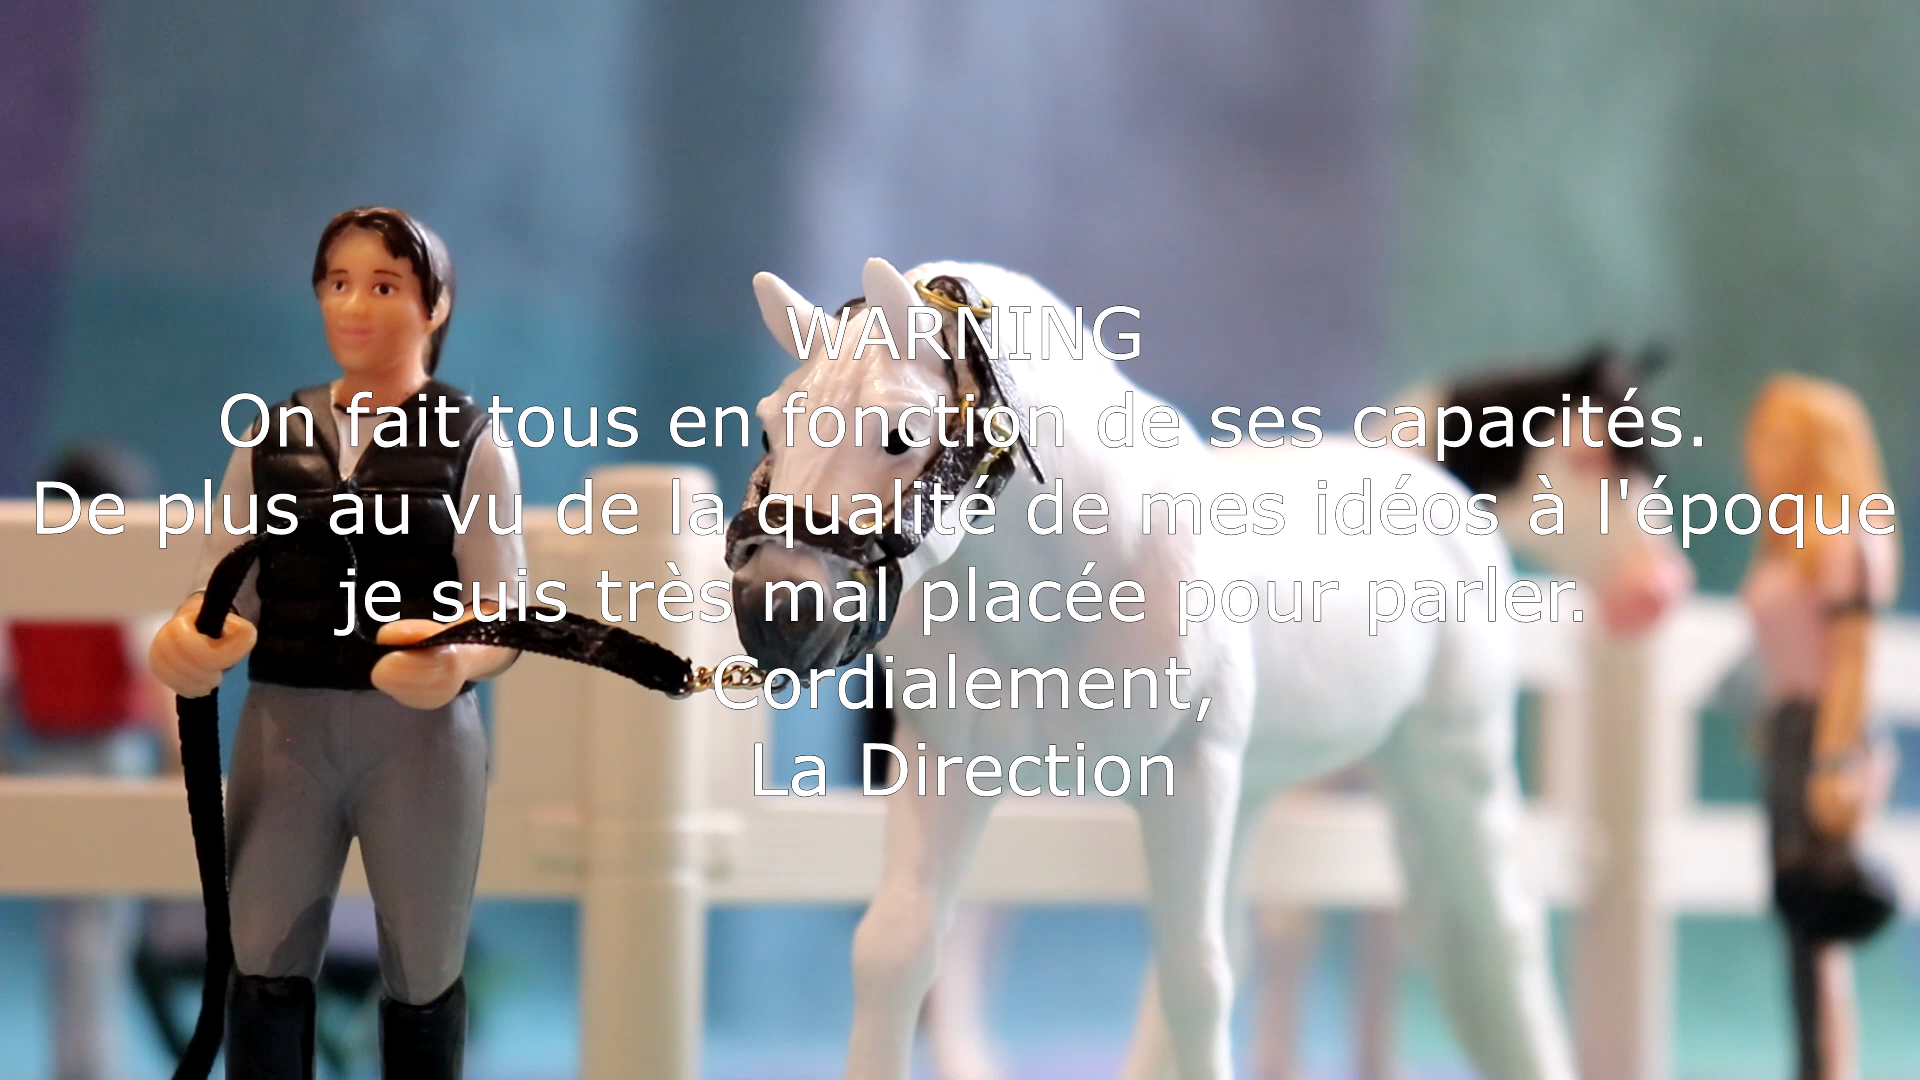 WARNING
On fait tous en fonction de ses capacités.
De plus au vu de la qualité de mes idéos à l'époque
je suis très mal placée pour parler.
Cordialement,
La Direction